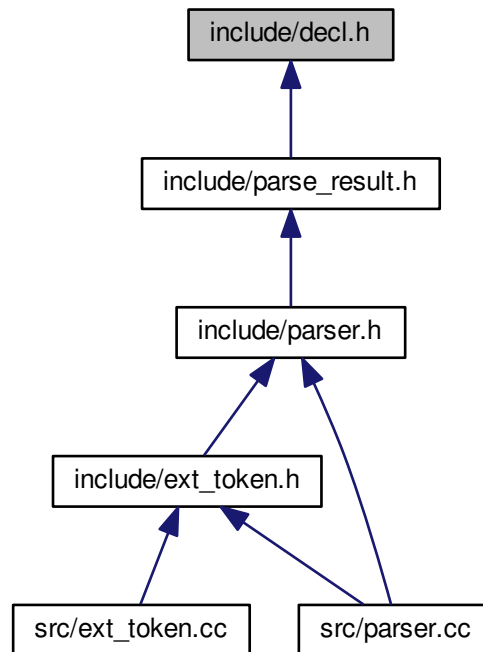 include/decl.h
include/parse_result.h
include/parser.h
include/ext_token.h
src/ext_token.cc
src/parser.cc